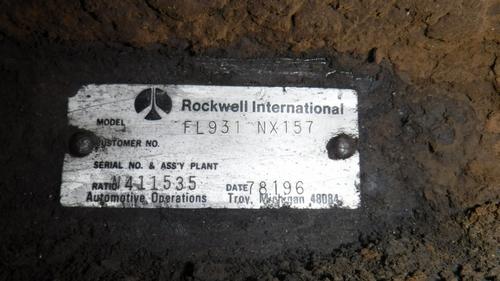 Rockwell International
MODEL FL931 NX157
CUSTOMER NO.
SERIAL NO. & ASS'Y PLANT
RATIO N411535 DATE 78196
Automotive Operations Troy, Michigan 48084